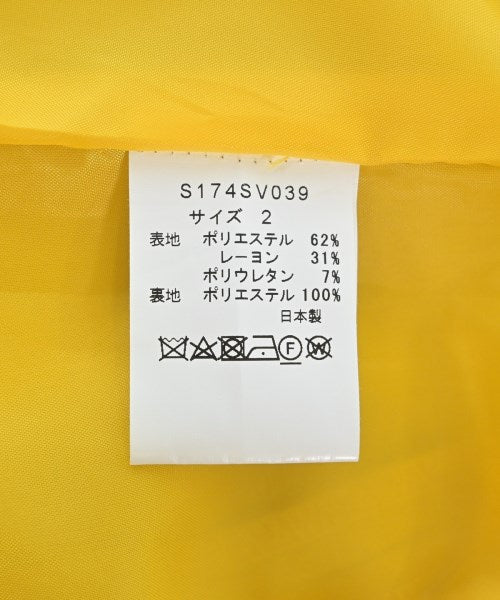 S174SV039
サイズ 2
表地 ポリエステル 62%
レーヨン 31%
ポリウレタン 7%
裏地 ポリエステル 100%
日本製
F W